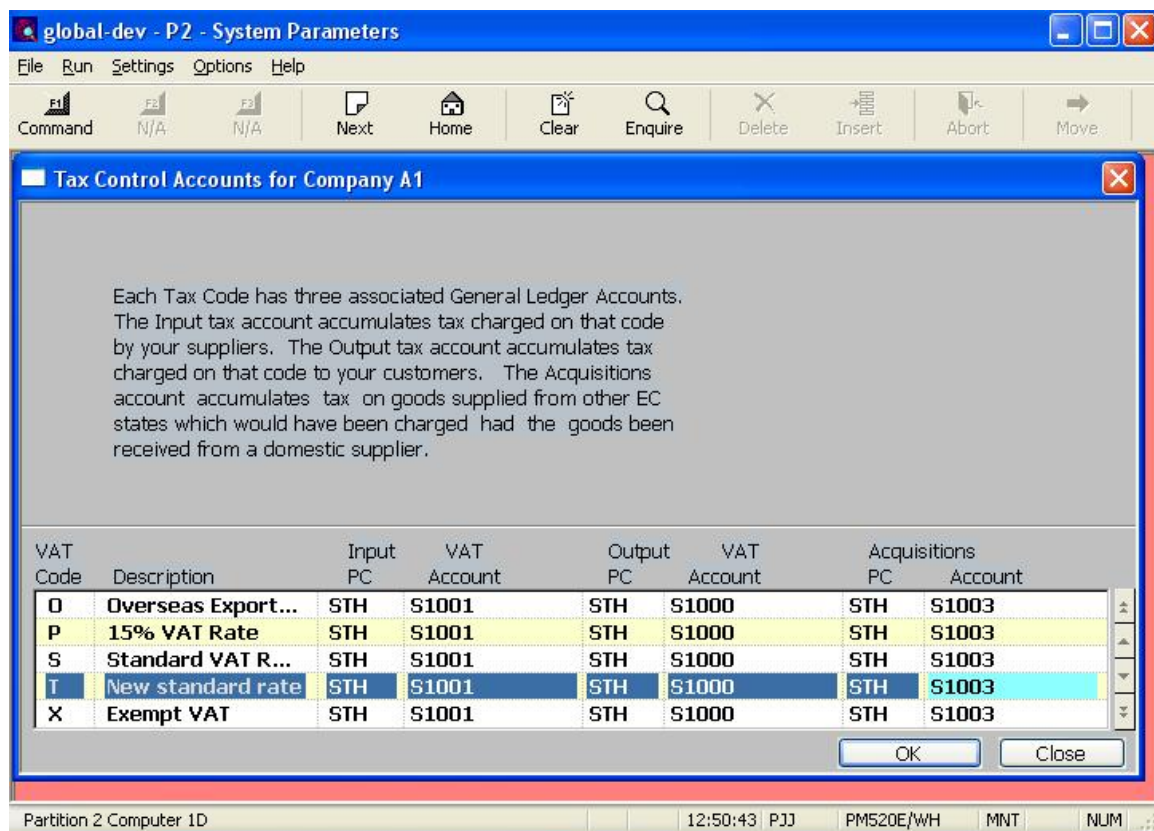 global-dev - P2 - System Parameters
File Run Settings Options Help
F1 F2 F3
Command N/A N/A Next Home Clear Enquire Delete Insert Abort Move
Tax Control Accounts for Company A1
Each Tax Code has three associated General Ledger Accounts.
The Input tax account accumulates tax charged on that code
by your suppliers. The Output tax account accumulates tax
charged on that code to your customers. The Acquisitions
account accumulates tax on goods supplied from other EC
states which would have been charged had the goods been
received from a domestic supplier.
VAT Input VAT Output VAT Acquisitions
Code Description PC Account PC Account PC Account
O Overseas Export... STH S1001 STH S1000 STH S1003
P 15% VAT Rate STH S1001 STH S1000 STH S1003
S Standard VAT R... STH S1001 STH S1000 STH S1003
T New standard rate STH S1001 STH S1000 STH S1003
X Exempt VAT STH S1001 STH S1000 STH S1003
OK Close
Partition 2 Computer 1D 12:50:43 PJJ PM520E/WH MNT NUM